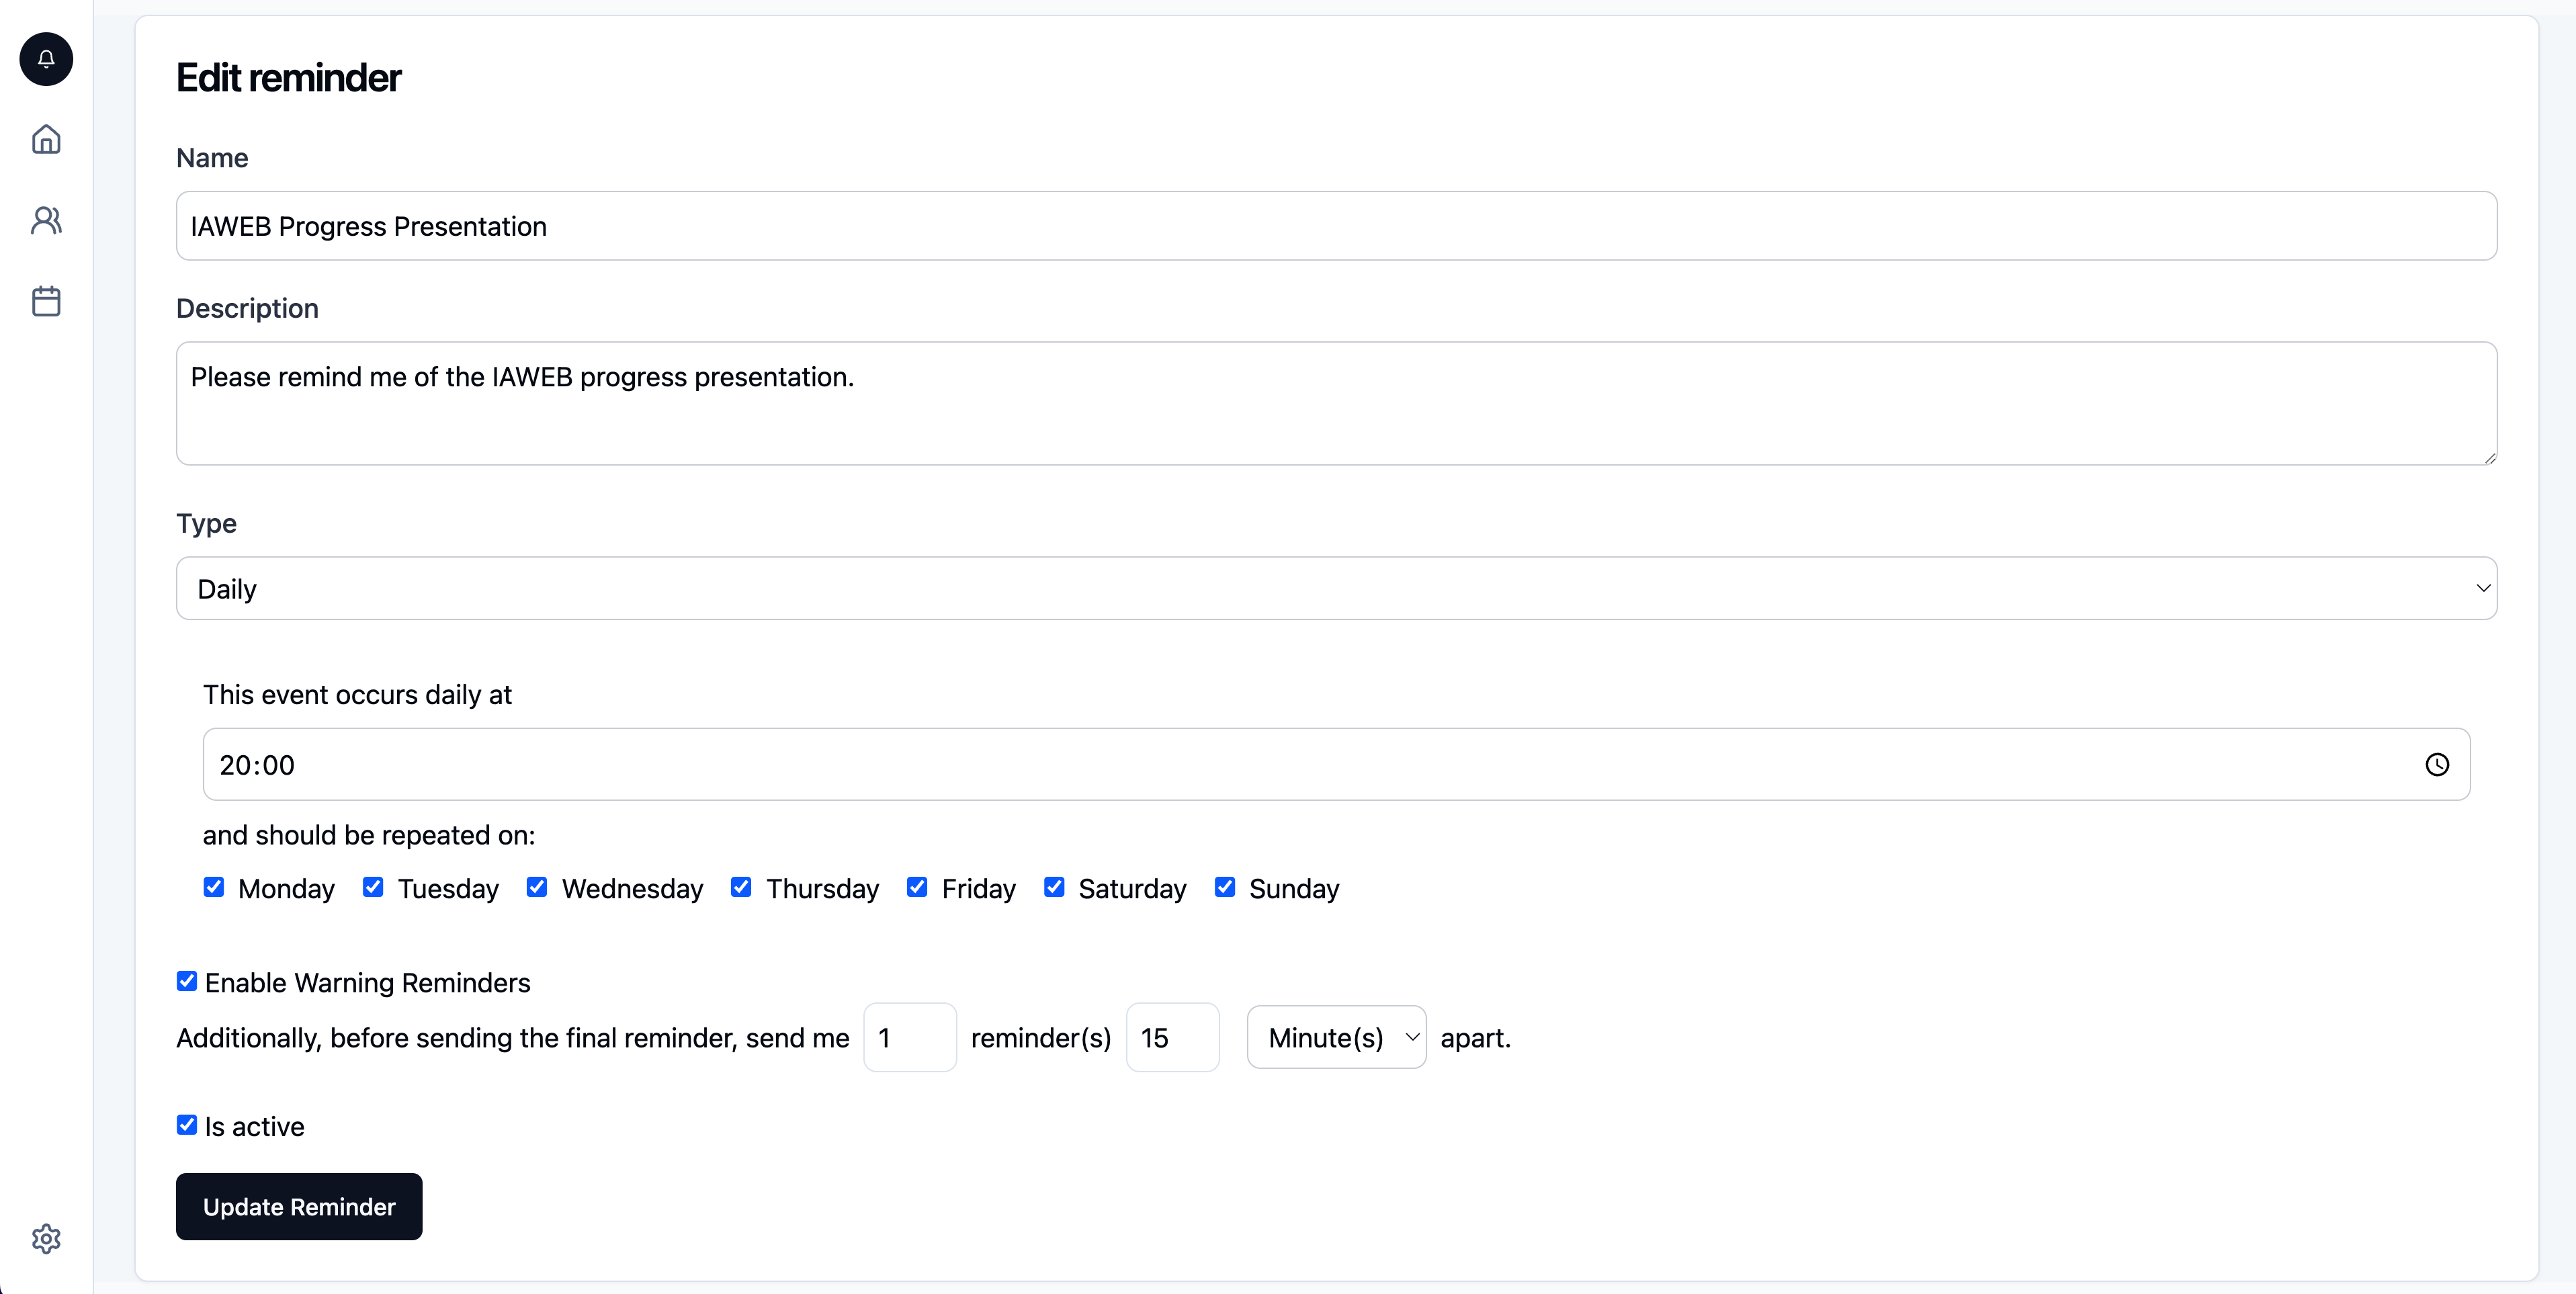 Edit reminder
Name
IAWEB Progress Presentation
Description
Please remind me of the IAWEB progress presentation.
Type
Daily
This event occurs daily at
20:00
and should be repeated on:
Monday Tuesday Wednesday Thursday Friday Saturday Sunday
Enable Warning Reminders
Additionally, before sending the final reminder, send me 1 reminder(s) 15 Minute(s) apart.
Is active
Update Reminder